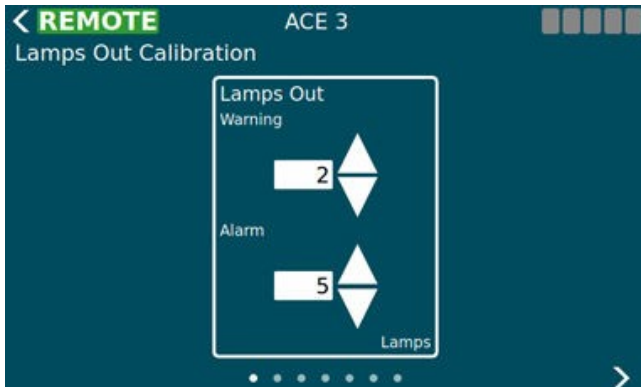 < REMOTE ACE 3
Lamps Out Calibration
Lamps Out
Warning
2
Alarm
5
Lamps
>